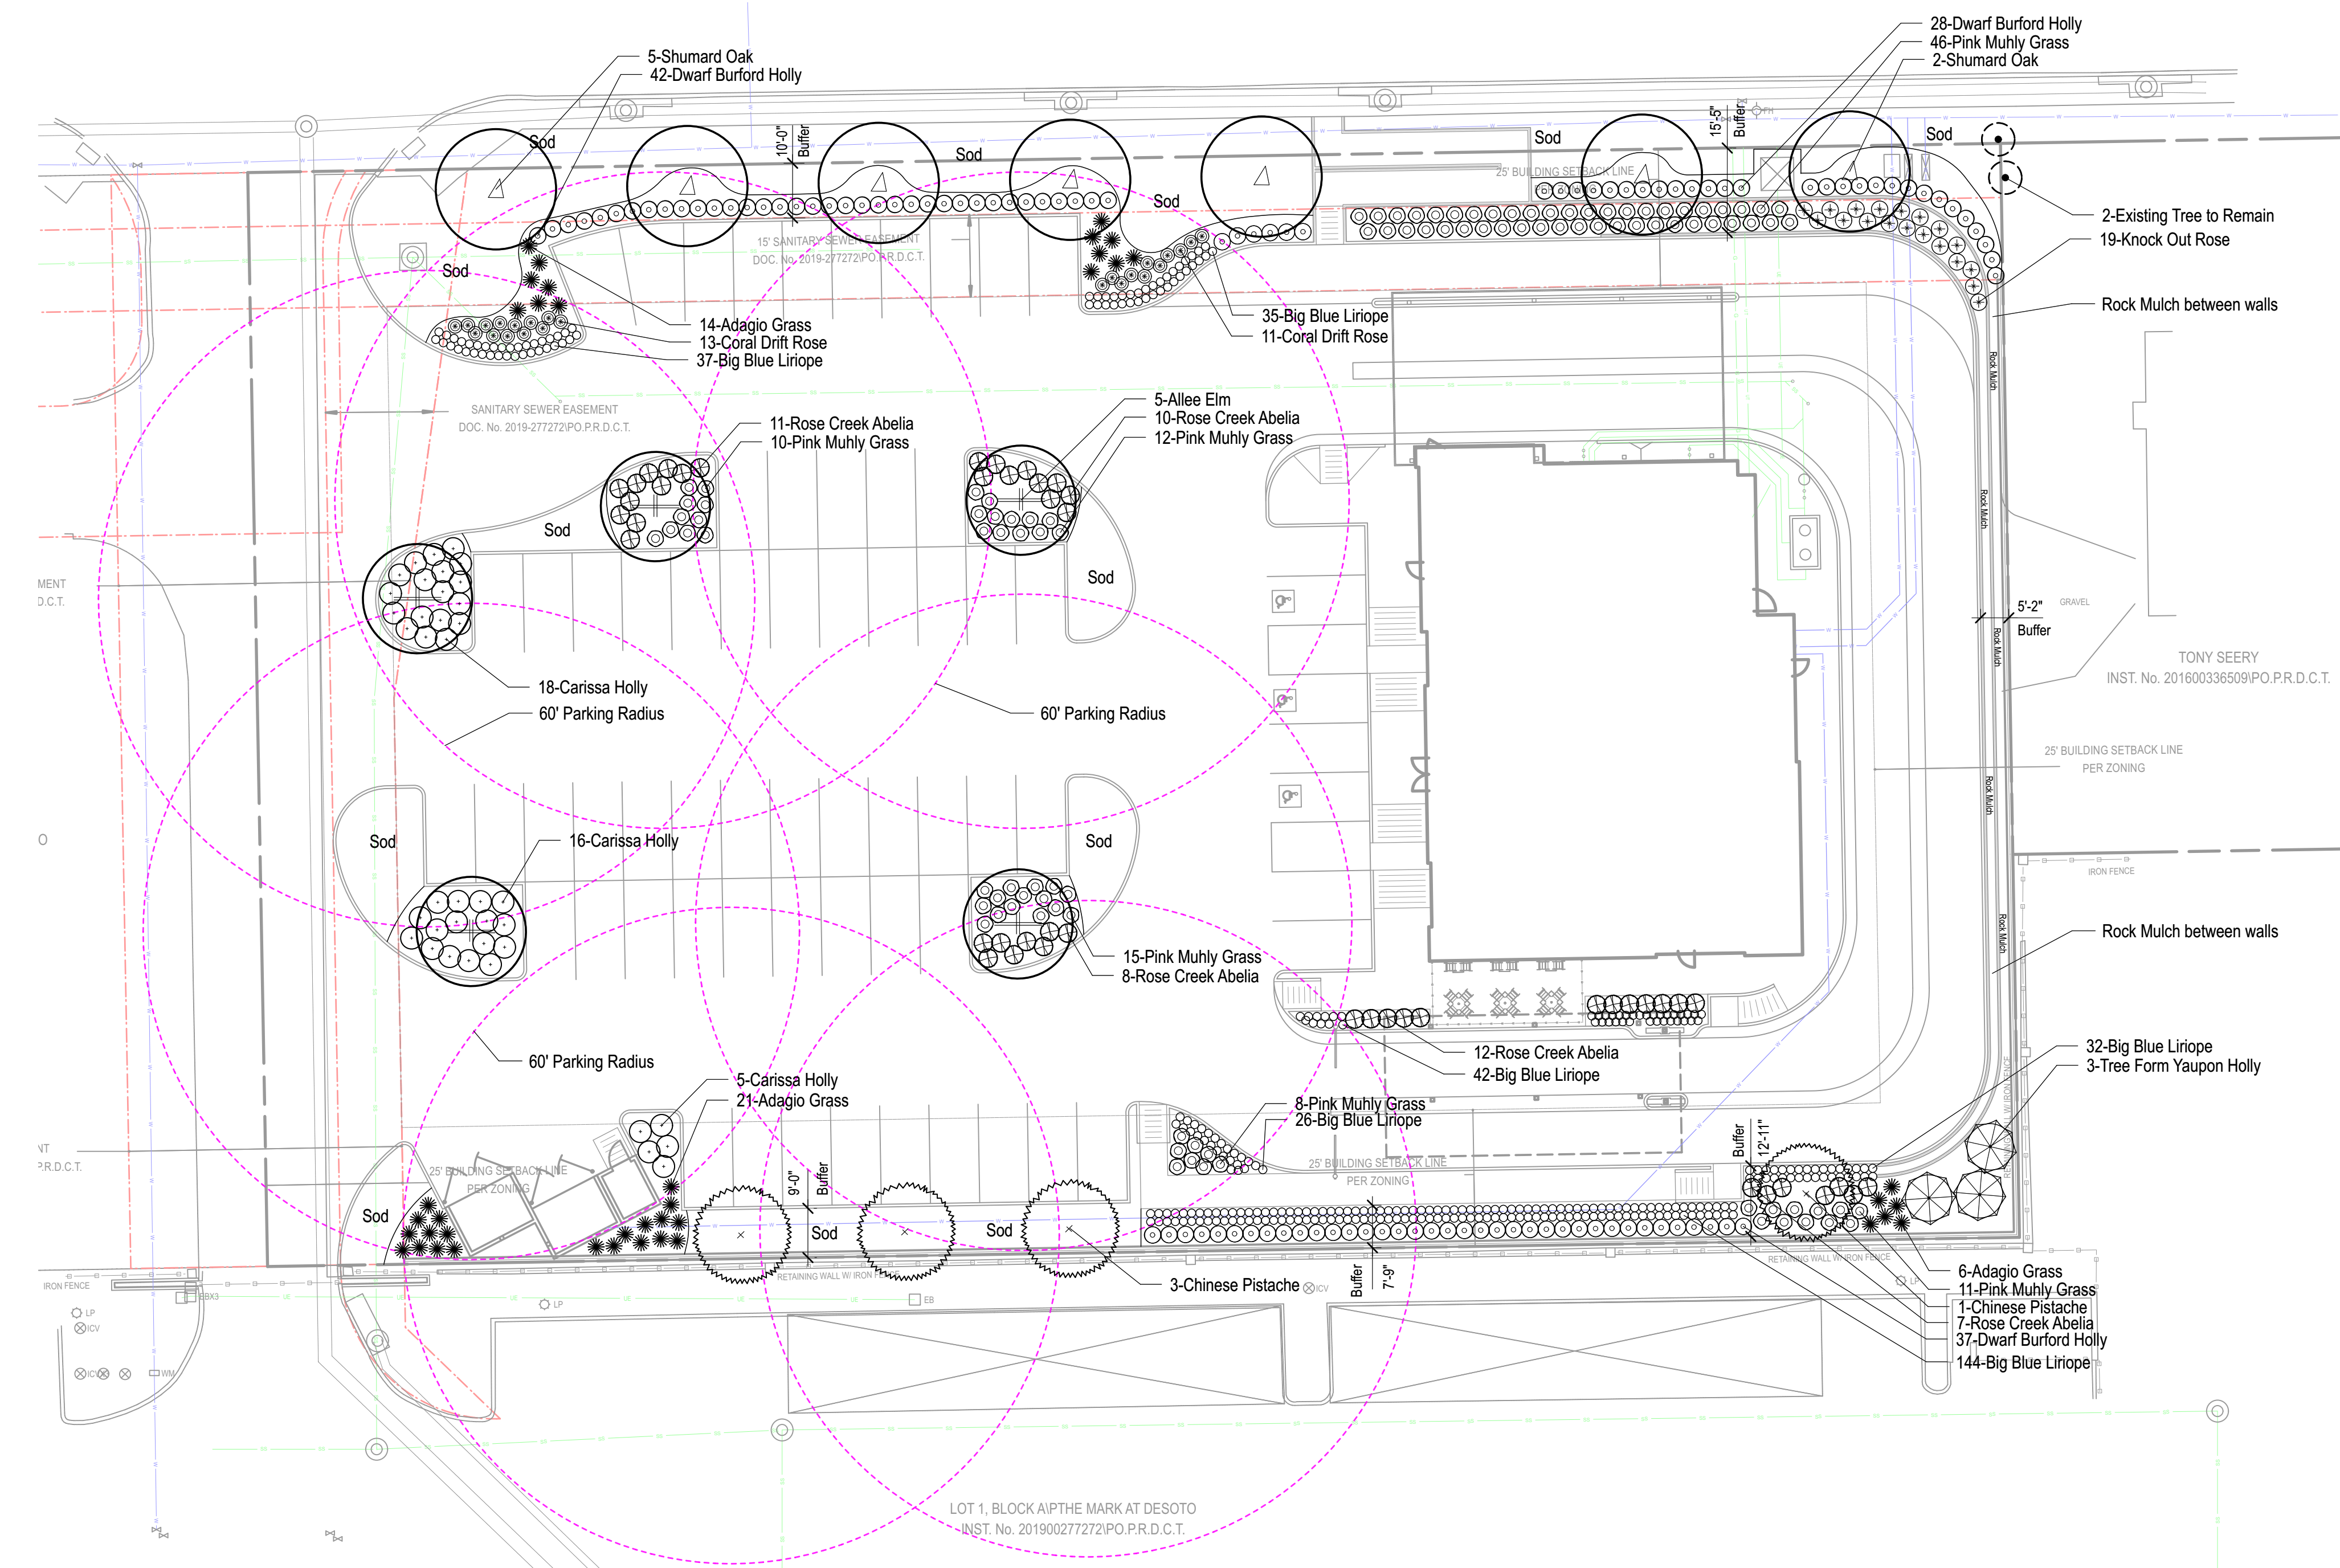 28-Dwarf Burford Holly
46-Pink Muhly Grass
2-Shumard Oak
5-Shumard Oak
42-Dwarf Burford Holly
FH
15'-5"
Buffer
10'-0"
Buffer
Sod
Sod
Sod
Sod
Sod
Sod
25' BUILDING SETBACK LINE
PER ZONING
2-Existing Tree to Remain
19-Knock Out Rose
15' SANITARY SEWER EASEMENT
DOC. No. 2019-277272\PO.P.R.D.C.T.
Rock Mulch between walls
35-Big Blue Liriope
11-Coral Drift Rose
14-Adagio Grass
13-Coral Drift Rose
37-Big Blue Liriope
Rock Mulch
SANITARY SEWER EASEMENT
DOC. No. 2019-277272\PO.P.R.D.C.T.
5-Allee Elm
10-Rose Creek Abelia
12-Pink Muhly Grass
11-Rose Creek Abelia
10-Pink Muhly Grass
Rock Mulch
Sod
Sod
MENT
D.C.T.
5'-2"
Buffer
GRAVEL
Rock Mulch
TONY SEERY
INST. No. 201600336509\PO.P.R.D.C.T.
18-Carissa Holly
60' Parking Radius
60' Parking Radius
25' BUILDING SETBACK LINE
PER ZONING
Rock Mulch
O
Sod
16-Carissa Holly
Sod
IRON FENCE
Rock Mulch
Rock Mulch between walls
15-Pink Muhly Grass
8-Rose Creek Abelia
12-Rose Creek Abelia
42-Big Blue Liriope
60' Parking Radius
32-Big Blue Liriope
3-Tree Form Yaupon Holly
RETAINING WALL W/ IRON FENCE
5-Carissa Holly
21-Adagio Grass
8-Pink Muhly Grass
26-Big Blue Liriope
Buffer
12'-11"
NT
P.R.D.C.T.
25' BUILDING SETBACK LINE
PER ZONING
9'-0"
Buffer
25' BUILDING SETBACK LINE
PER ZONING
Sod
Sod
Sod
RETAINING WALL W/ IRON FENCE
RETAINING WALL W/ IRON FENCE
Buffer
7'-9"
3-Chinese Pistache
ICV
LP
6-Adagio Grass
11-Pink Muhly Grass
1-Chinese Pistache
7-Rose Creek Abelia
37-Dwarf Burford Holly
144-Big Blue Liriope
IRON FENCE
EBX3
LP
EB
LP
ICV
ICV
WM
LOT 1, BLOCK A\PTHE MARK AT DESOTO
INST. No. 201900277272\PO.P.R.D.C.T.